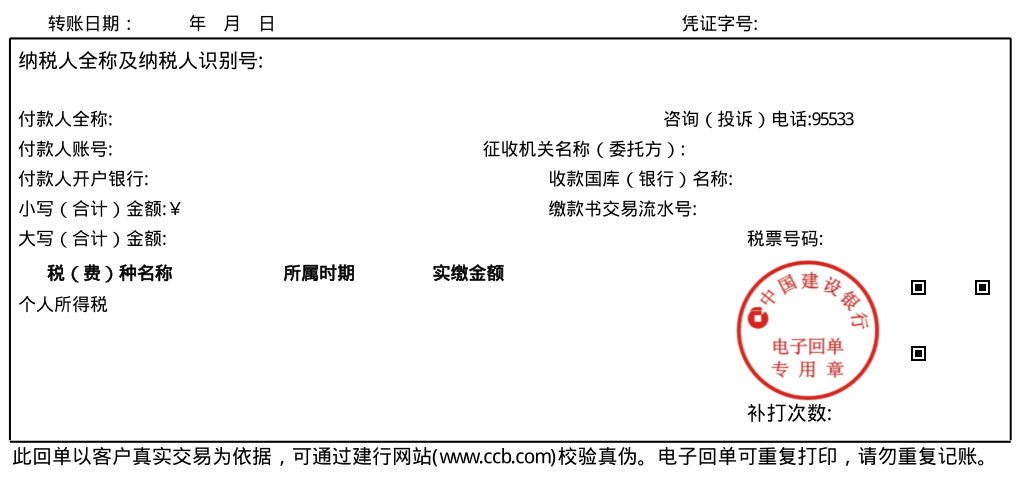 转账日期： 年 月 日 凭证字号:
纳税人全称及纳税人识别号:
付款人全称: 咨询（投诉）电话:95533
付款人账号: 征收机关名称（委托方）:
付款人开户银行: 收款国库（银行）名称:
小写（合计）金额:¥ 缴款书交易流水号:
大写（合计）金额: 税票号码:
税（费）种名称 所属时期 实缴金额
个人所得税
中国建设银行
电子回单
专用章
补打次数:
此回单以客户真实交易为依据，可通过建行网站(www.ccb.com)校验真伪。电子回单可重复打印，请勿重复记账。